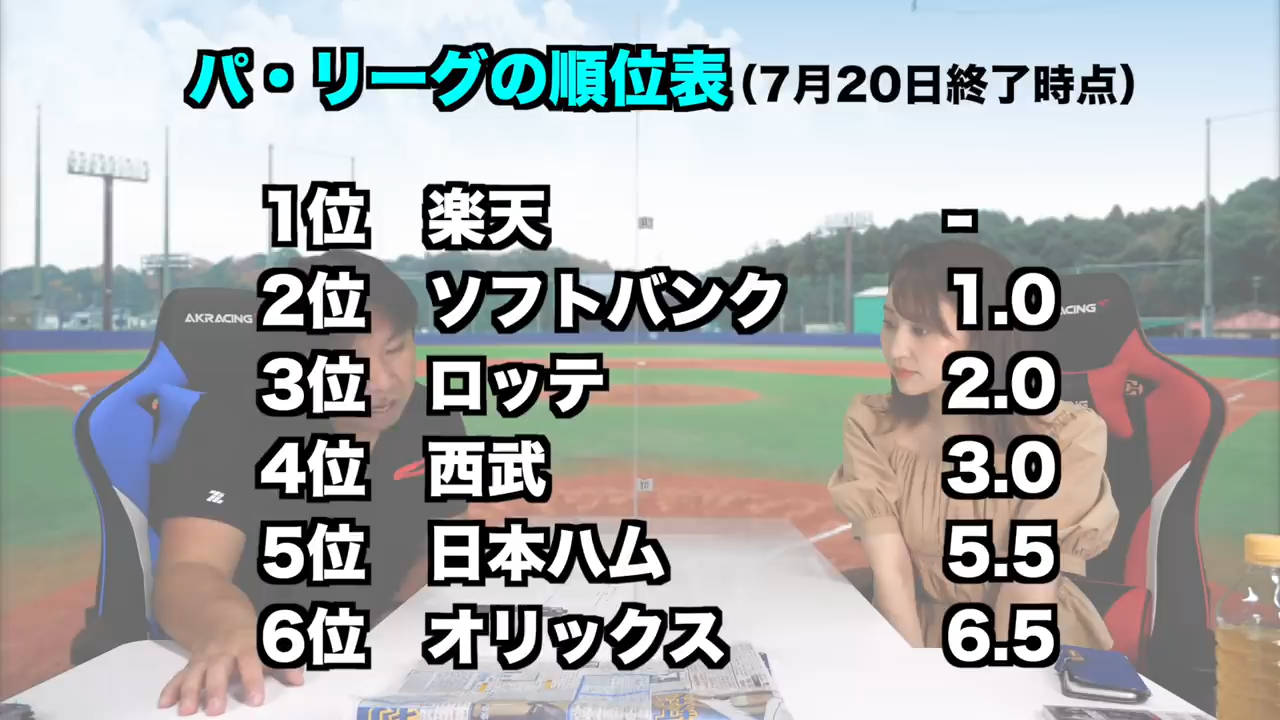 パ・リーグの順位表（7月20日終了時点）
1位 楽天 -
2位 ソフトバンク 1.0
3位 ロッテ 2.0
4位 西武 3.0
5位 日本ハム 5.5
6位 オリックス 6.5
AKRACING